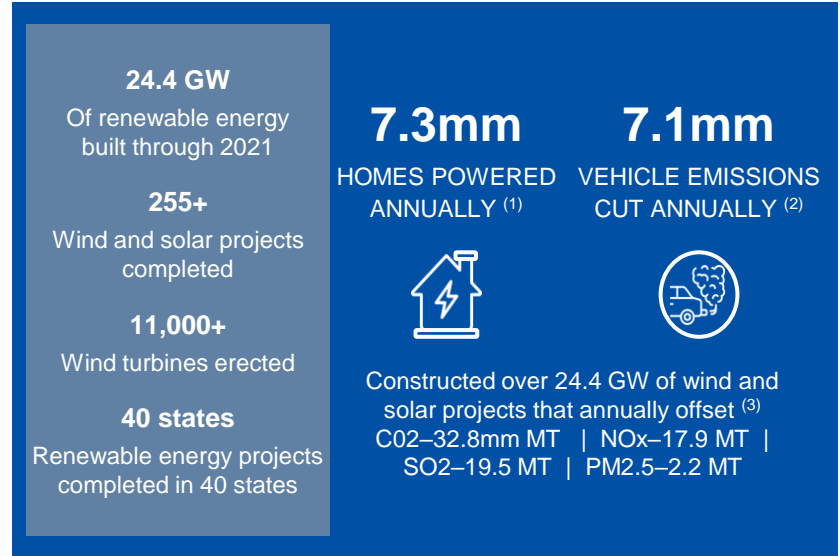 24.4 GW
Of renewable energy
built through 2021
255+
Wind and solar projects
completed
11,000+
Wind turbines erected
40 states
Renewable energy projects
completed in 40 states
7.3mm
HOMES POWERED
ANNUALLY (1)
7.1mm
VEHICLE EMISSIONS
CUT ANNUALLY (2)
Constructed over 24.4 GW of wind and
solar projects that annually offset (3)
C02–32.8mm MT | NOx–17.9 MT |
SO2–19.5 MT | PM2.5–2.2 MT